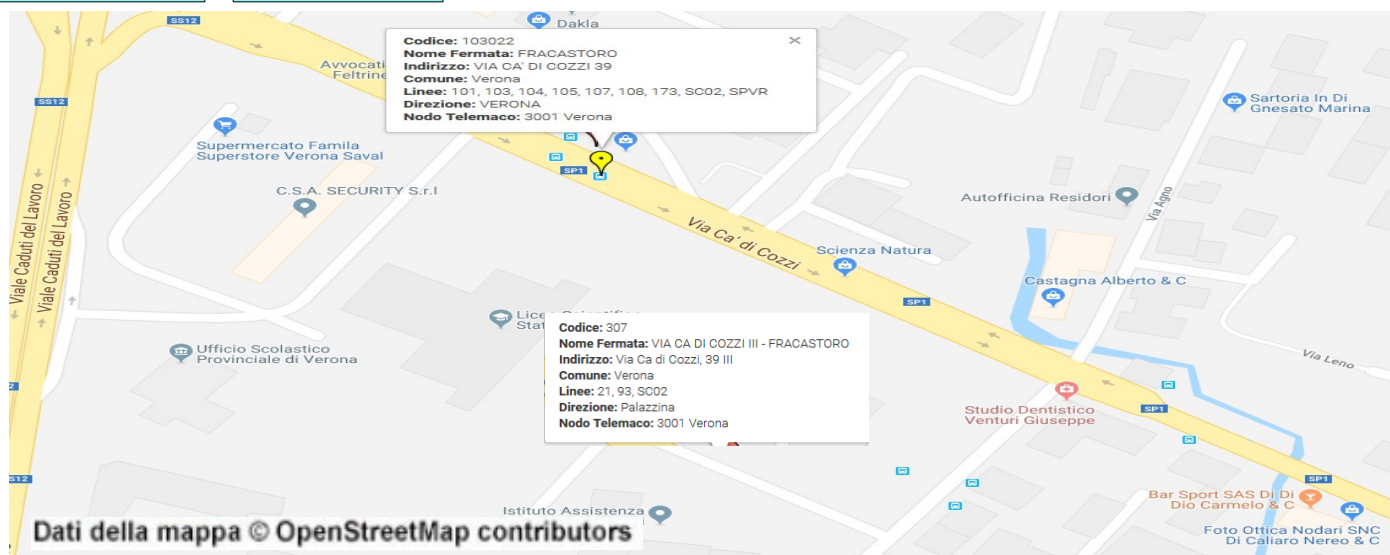 SS12
Dakla
Codice: 103022
Nome Fermata: FRACASTORO
Indirizzo: VIA CA' DI COZZI 39
Comune: Verona
Linee: 101, 103, 104, 105, 107, 108, 173, SC02, SPVR
Direzione: VERONA
Nodo Telemaco: 3001 Verona
×
Avvocati
Feltrine
SS12
Sartoria In Di
Gnesato Marina
Supermercato Famila
Superstore Verona Saval
SP1
C.S.A. SECURITY S.r.l
Autofficina Residori
Via Agno
Viale Caduti del Lavoro
Viale Caduti del Lavoro
Via Ca' di Cozzi
Scienza Natura
Castagna Alberto & C
SP1
Stat
Codice: 307
Nome Fermata: VIA CA DI COZZI III - FRACASTORO
Indirizzo: Via Ca di Cozzi, 39 III
Comune: Verona
Linee: 21, 93, SC02
Direzione: Palazzina
Nodo Telemaco: 3001 Verona
Ufficio Scolastico
Provinciale di Verona
Via Leno
2
Studio Dentistico
Venturi Giuseppe
SP1
S12
SP1
Bar Sport SAS Di Di
Dio Carmelo & C
Istituto Assistenza
Foto Ottica Nodari SNC
Di Caliaro Nereo & C
Dati della mappa © OpenStreetMap contributors